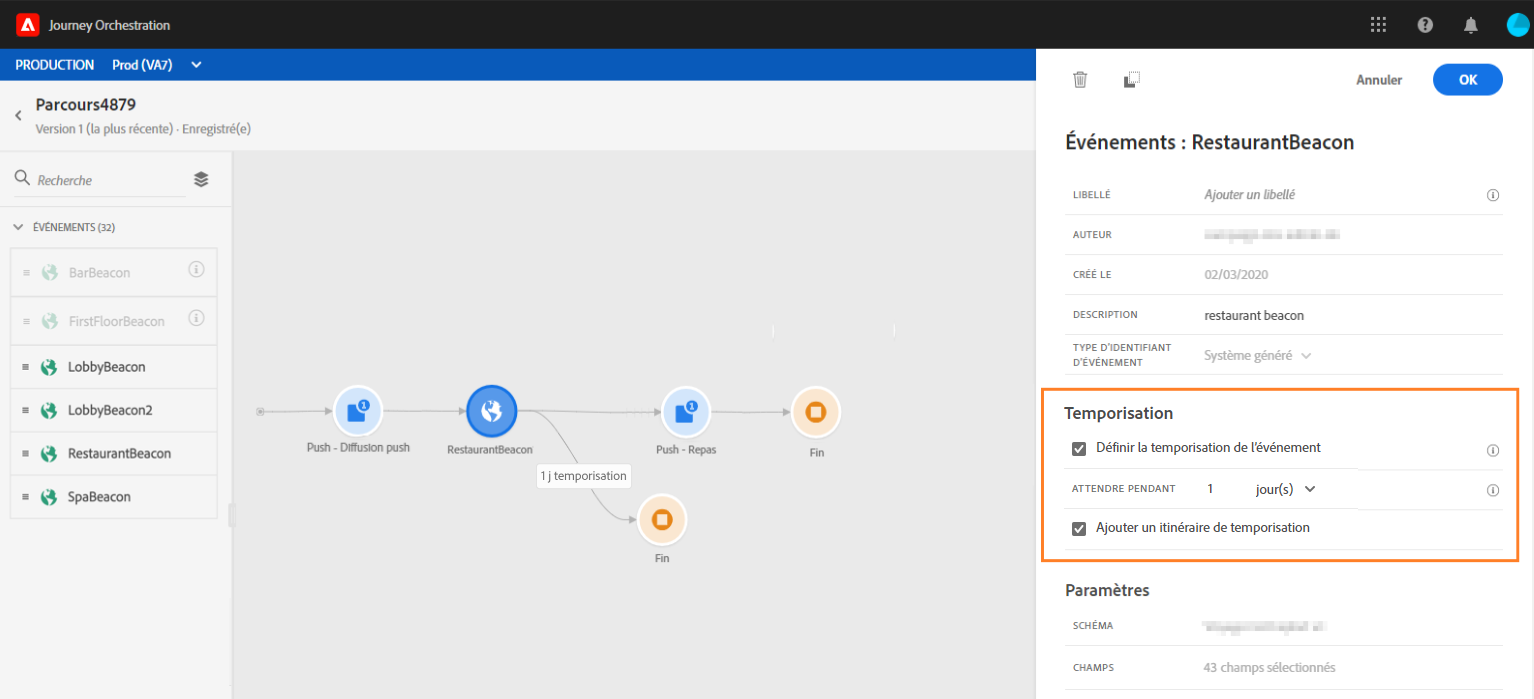 Journey Orchestration
PRODUCTION Prod (VA7)
Parcours4879
Version 1 (la plus récente) · Enregistré(e)
Recherche
ÉVÉNEMENTS (32)
BarBeacon
FirstFloorBeacon
LobbyBeacon
LobbyBeacon2
RestaurantBeacon
SpaBeacon
1
Push - Diffusion push
RestaurantBeacon
1
Push - Repas
Fin
1 j temporisation
Fin
Annuler OK
Événements : RestaurantBeacon
LIBELLÉ Ajouter un libellé
AUTEUR
CRÉÉ LE 02/03/2020
DESCRIPTION restaurant beacon
TYPE D'IDENTIFIANT
D'ÉVÉNEMENT Système généré
Temporisation
Définir la temporisation de l'événement
ATTENDRE PENDANT 1 jour(s)
Ajouter un itinéraire de temporisation
Paramètres
SCHÉMA
CHAMPS 43 champs sélectionnés